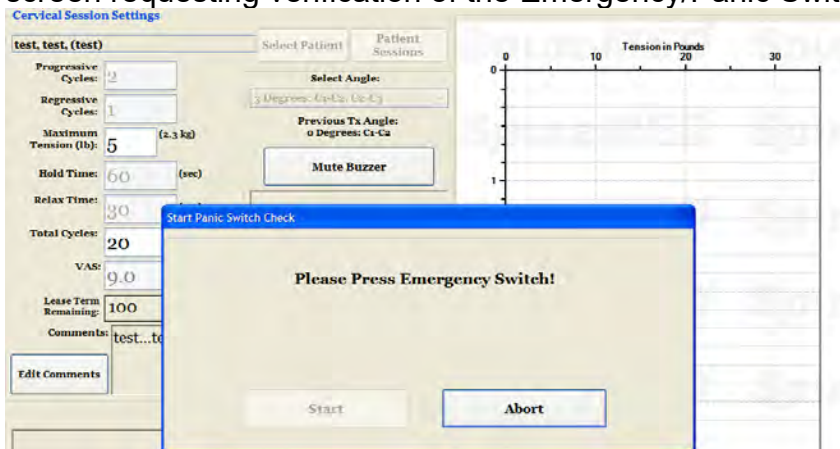 screen requesting verification of the Emergency/Panic Swit
Cervical Session Settings
test, test, (test)
Select Patient
Patient
Sessions
Progressive
Cycles: 2
Regressive
Cycles: 1
Maximum
Tension (lb): 5 (2.3 kg)
Hold Time: 60 (sec)
Relax Time: 30
Total Cycles: 20
VAS: 9.0
Lease Term
Remaining: 100
Comments: test...te
Edit Comments
Select Angle:
3 Degrees: C1-C2, C2-C3
Previous Tx Angle:
0 Degrees: C1-C2
Mute Buzzer
Tension in Pounds
0 10 20 30
0
1
Start Panic Switch Check
Please Press Emergency Switch!
Start
Abort